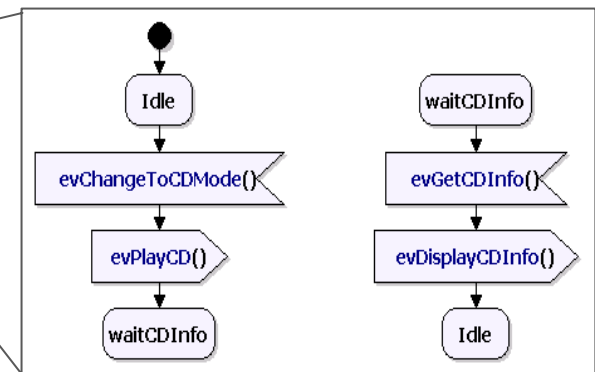 Idle
evChangeToCDMode()
evPlayCD()
waitCDInfo
waitCDInfo
evGetCDInfo()
evDisplayCDInfo()
Idle